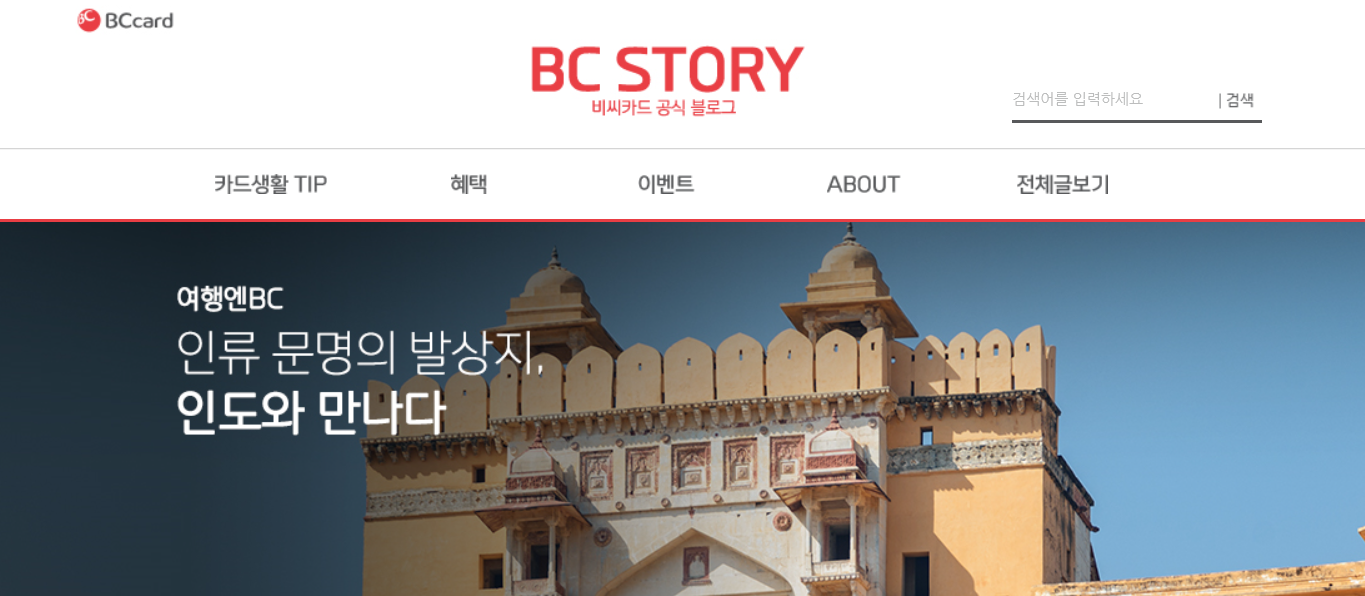 BC BCcard
BC STORY
비씨카드 공식 블로그
검색어를 입력하세요 | 검색
카드생활 TIP 혜택 이벤트 ABOUT 전체글보기
여행엔BC
인류 문명의 발상지,
인도와 만나다